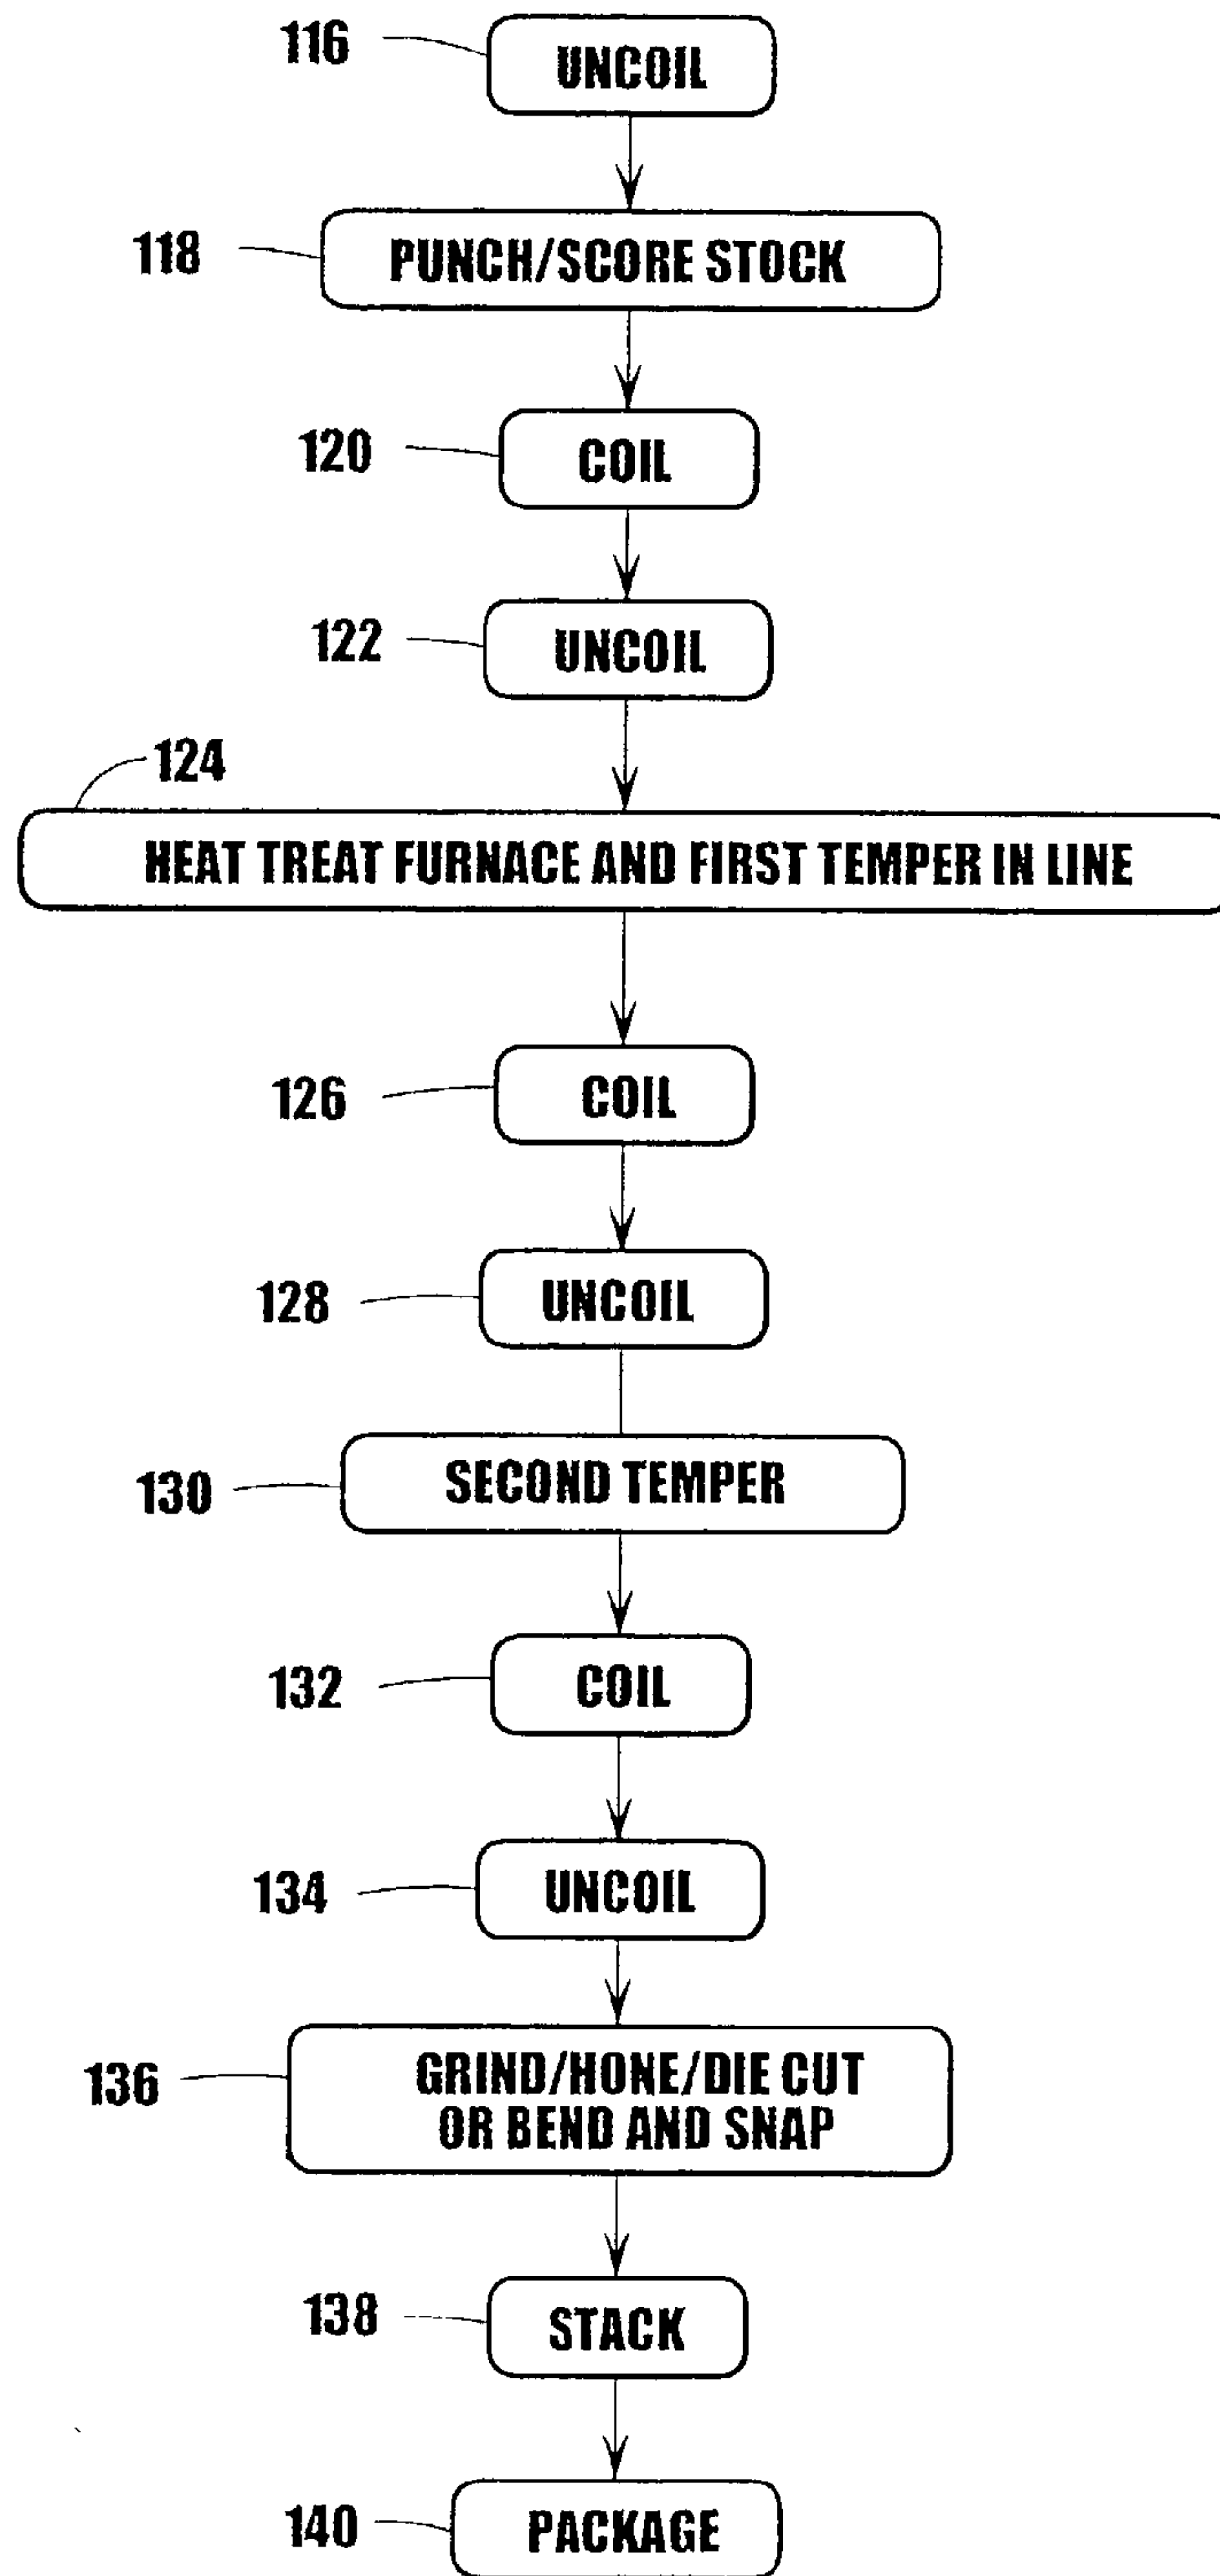 116
UNCOIL
118
PUNCH/SCORE STOCK
120
COIL
122
UNCOIL
124
HEAT TREAT FURNACE AND FIRST TEMPER IN LINE
126
COIL
128
UNCOIL
130
SECOND TEMPER
132
COIL
134
UNCOIL
136
GRIND/HONE/DIE CUT
OR BEND AND SNAP
138
STACK
140
PACKAGE